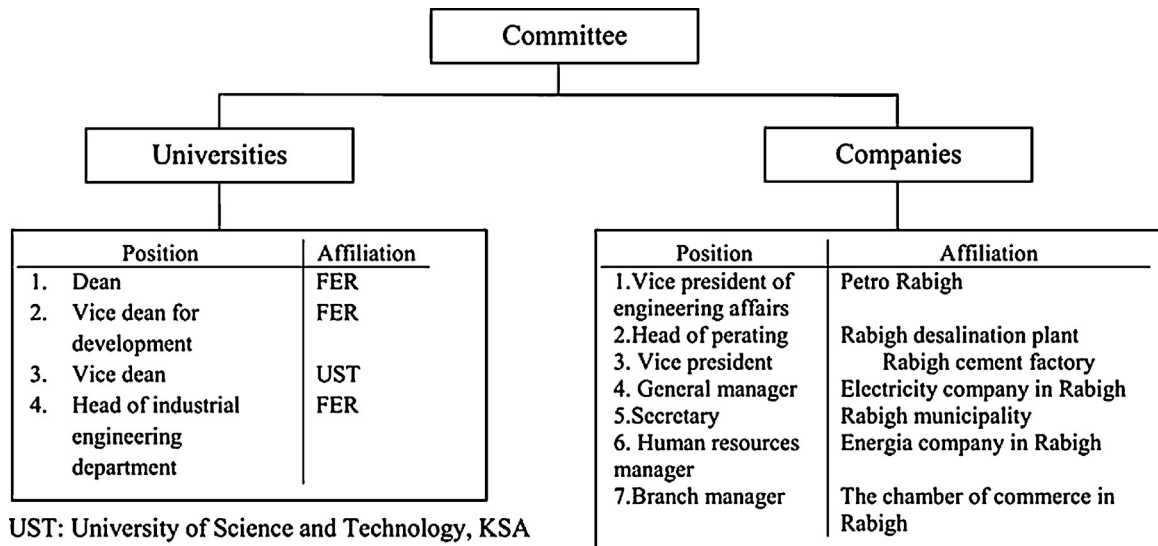 Committee
Universities
Companies
Position Affiliation
1. Dean FER
2. Vice dean for FER
development
3. Vice dean UST
4. Head of industrial FER
engineering
department
UST: University of Science and Technology, KSA
Position Affiliation
1.Vice president of Petro Rabigh
engineering affairs
2.Head of perating Rabigh desalination plant
3. Vice president Rabigh cement factory
4. General manager Electricity company in Rabigh
5.Secretary Rabigh municipality
6. Human resources Energia company in Rabigh
manager
7.Branch manager The chamber of commerce in
Rabigh